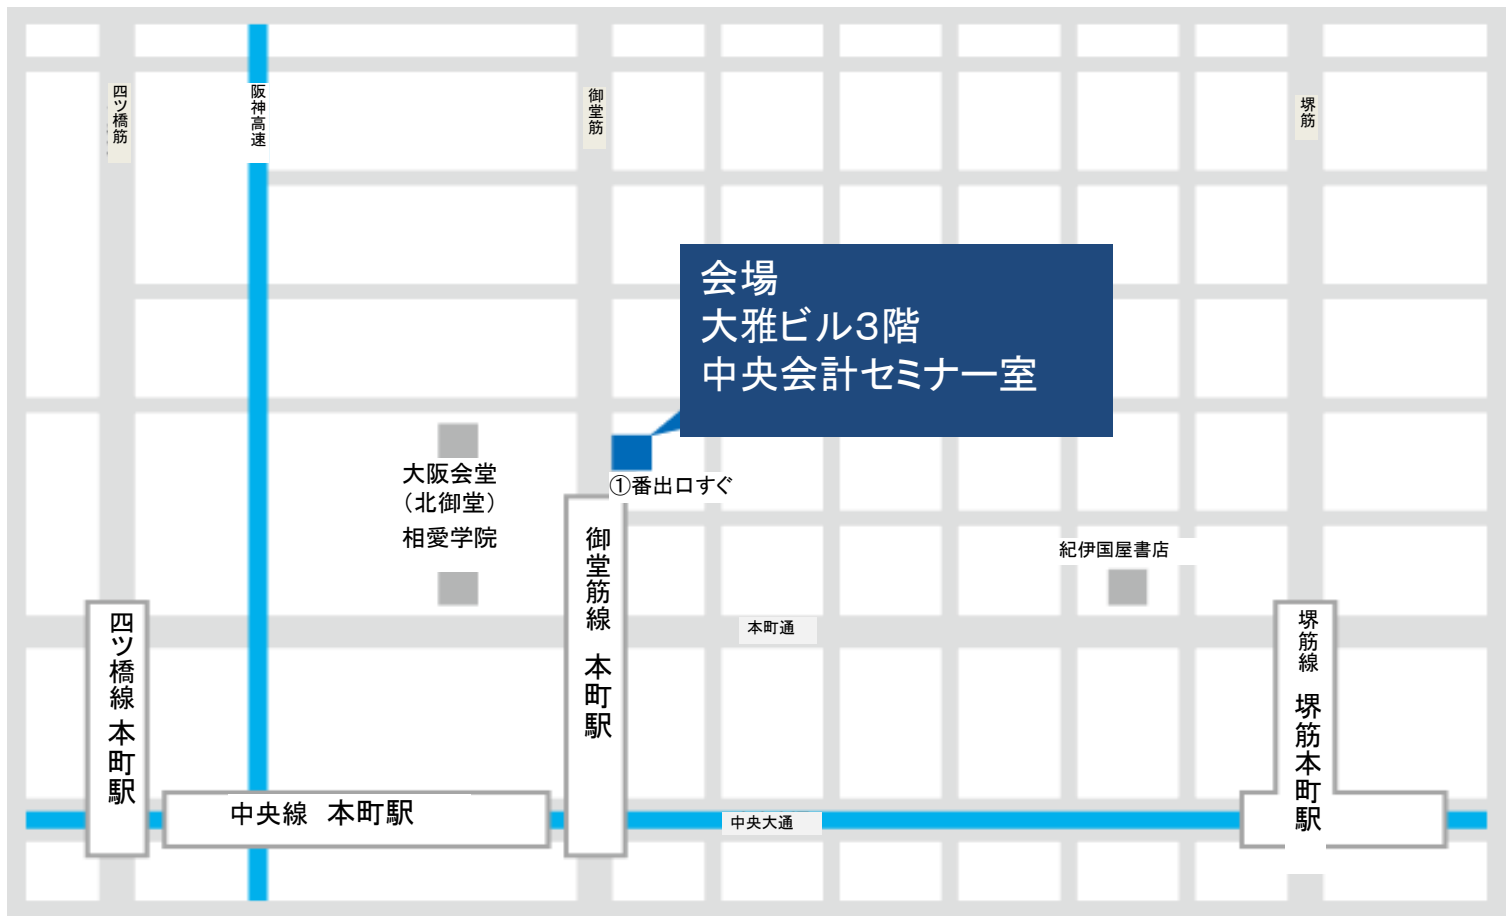 四ツ橋筋
阪神高速
御堂筋
堺筋
会場
大雅ビル３階
中央会計セミナー室
大阪会堂
（北御堂）
相愛学院
①番出口すぐ
紀伊国屋書店
本町通
四ツ橋線 本町駅
御堂筋線 本町駅
堺筋線 堺筋本町駅
中央線　本町駅
中央大通